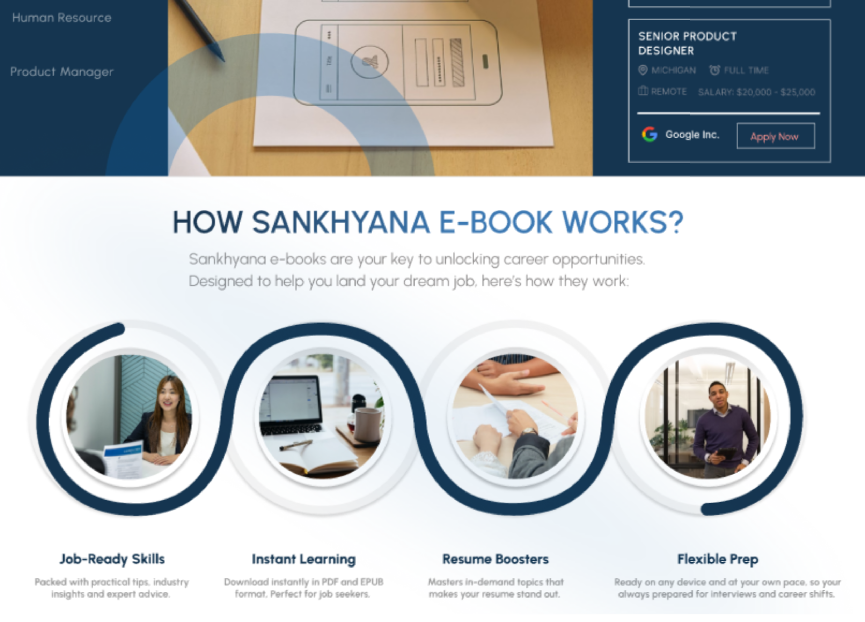 Human Resource
Product Manager
SENIOR PRODUCT
DESIGNER
MICHIGAN FULL TIME
REMOTE SALARY: $20,000 - $25,000
Google Inc. Apply Now
HOW SANKHYANA E-BOOK WORKS?
Sankhyana e-books are your key to unlocking career opportunities.
Designed to help you land your dream job, here's how they work:
Job-Ready Skills
Packed with practical tips, industry
insights and expert advice.
Instant Learning
Download instantly in PDF and EPUB
format, Perfect for job seekers.
Resume Boosters
Masters in-demand topics that
makes your resume stand out.
Flexible Prep
Ready on any device and at your own pace, so your
always prepared for interviews and career shifts.